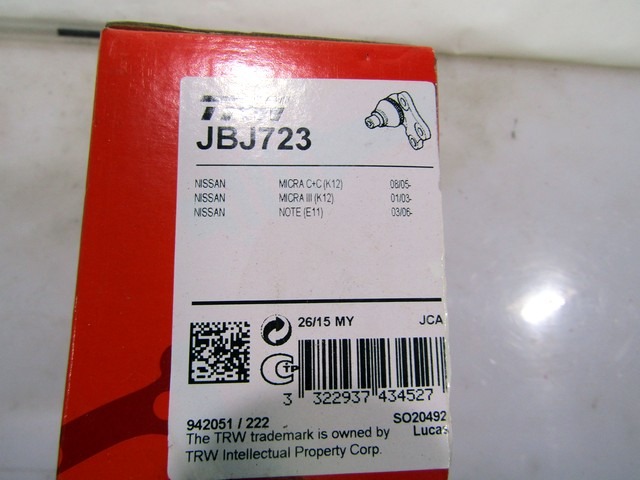 TRW
JBJ723
NISSAN MICRA C+C (K12) 08/05-
NISSAN MICRA III (K12) 01/03-
NISSAN NOTE (E11) 03/06-
26/15 MY JCA
CTP
3 322937 434527
942051 / 222 SO20492
The TRW trademark is owned by Lucas
TRW Intellectual Property Corp.